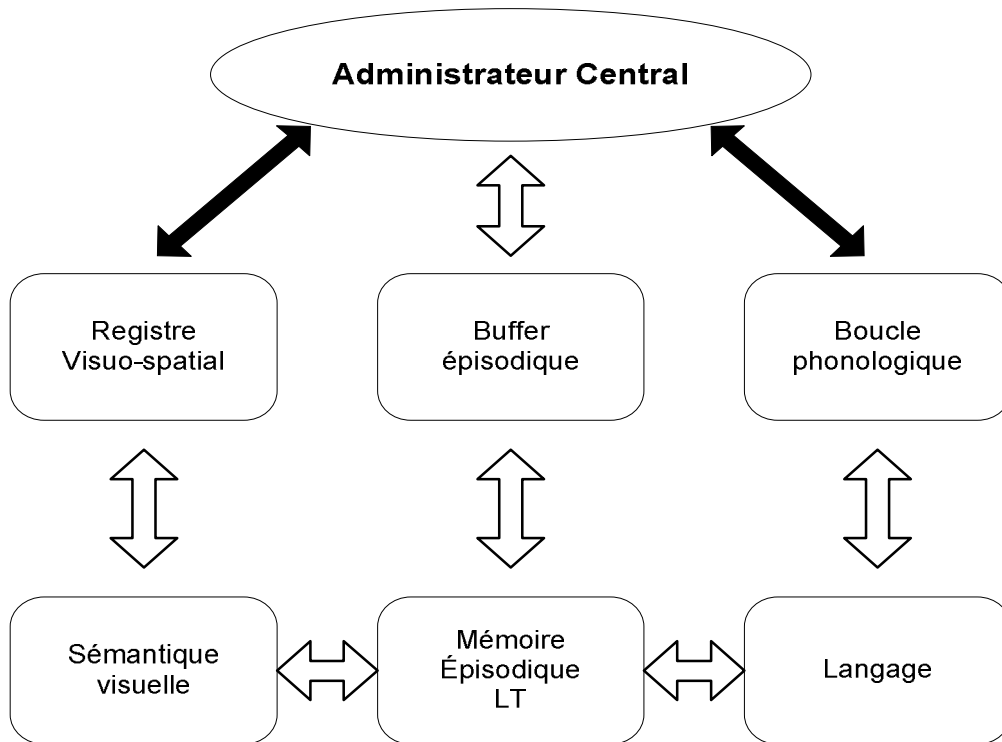 Administrateur Central
Registre
Visuo-spatial
Buffer
épisodique
Boucle
phonologique
Sémantique
visuelle
Mémoire
Épisodique
LT
Langage